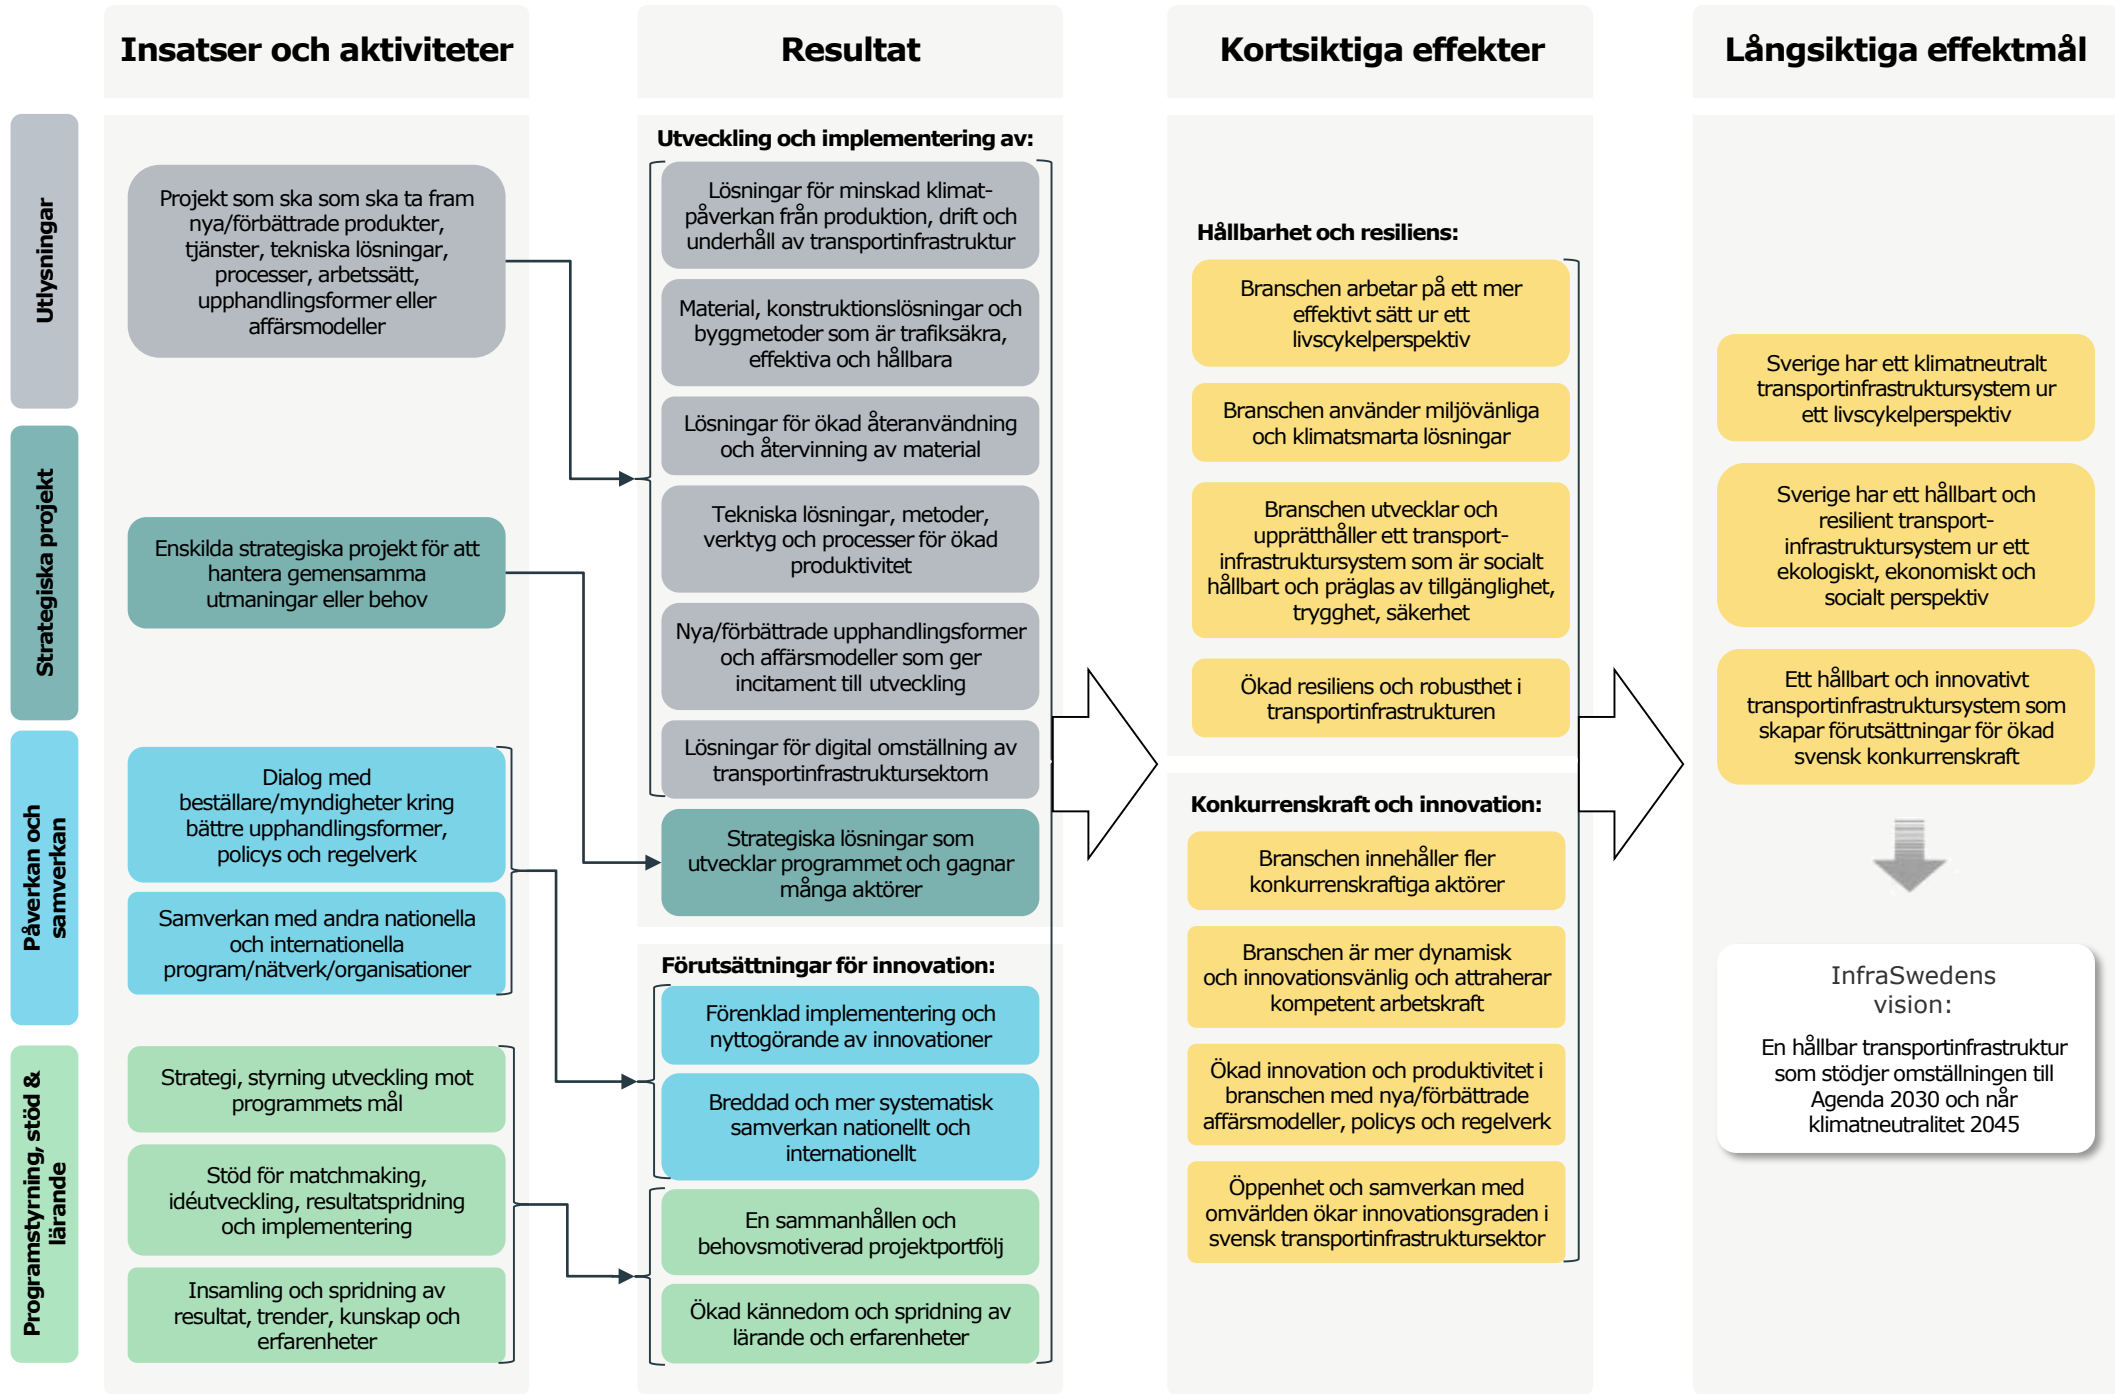 Insatser och aktiviteter
Resultat
Kortsiktiga effekter
Långsiktiga effektmål
Utlysningar
Strategiska projekt
Påverkan och
samverkan
Programstyrning, stöd &
lärande
Projekt som ska som ska ta fram
nya/förbättrade produkter,
tjänster, tekniska lösningar,
processer, arbetssätt,
upphandlingsformer eller
affärsmodeller
Enskilda strategiska projekt för att
hantera gemensamma
utmaningar eller behov
Dialog med
beställare/myndigheter kring
bättre upphandlingsformer,
policys och regelverk
Samverkan med andra nationella
och internationella
program/nätverk/organisationer
Strategi, styrning utveckling mot
programmets mål
Stöd för matchmaking,
idéutveckling, resultatspridning
och implementering
Insamling och spridning av
resultat, trender, kunskap och
erfarenheter
Utveckling och implementering av:
Lösningar för minskad klimat-
påverkan från produktion, drift och
underhåll av transportinfrastruktur
Material, konstruktionslösningar och
byggmetoder som är trafiksäkra,
effektiva och hållbara
Lösningar för ökad återanvändning
och återvinning av material
Tekniska lösningar, metoder,
verktyg och processer för ökad
produktivitet
Nya/förbättrade upphandlingsformer
och affärsmodeller som ger
incitament till utveckling
Lösningar för digital omställning av
transportinfrastruktursektorn
Strategiska lösningar som
utvecklar programmet och gagnar
många aktörer
Förutsättningar för innovation:
Förenklad implementering och
nyttogörande av innovationer
Breddad och mer systematisk
samverkan nationellt och
internationellt
En sammanhållen och
behovsmotiverad projektportfölj
Ökad kännedom och spridning av
lärande och erfarenheter
Hållbarhet och resiliens:
Branschen arbetar på ett mer
effektivt sätt ur ett
livscykelperspektiv
Branschen använder miljövänliga
och klimatsmarta lösningar
Branschen utvecklar och
upprätthåller ett transport-
infrastruktursystem som är socialt
hållbart och präglas av tillgänglighet,
trygghet, säkerhet
Ökad resiliens och robusthet i
transportinfrastrukturen
Konkurrenskraft och innovation:
Branschen innehåller fler
konkurrenskraftiga aktörer
Branschen är mer dynamisk
och innovationsvänlig och attraherar
kompetent arbetskraft
Ökad innovation och produktivitet i
branschen med nya/förbättrade
affärsmodeller, policys och regelverk
Öppenhet och samverkan med
omvärlden ökar innovationsgraden i
svensk transportinfrastruktursektor
Sverige har ett klimatneutralt
transportinfrastruktursystem ur
ett livscykelperspektiv
Sverige har ett hållbart och
resilient transport-
infrastruktursystem ur ett
ekologiskt, ekonomiskt och
socialt perspektiv
Ett hållbart och innovativt
transportinfrastruktursystem som
skapar förutsättningar för ökad
svensk konkurrenskraft
InfraSwedens
vision:
En hållbar transportinfrastruktur
som stödjer omställningen till
Agenda 2030 och når
klimatneutralitet 2045